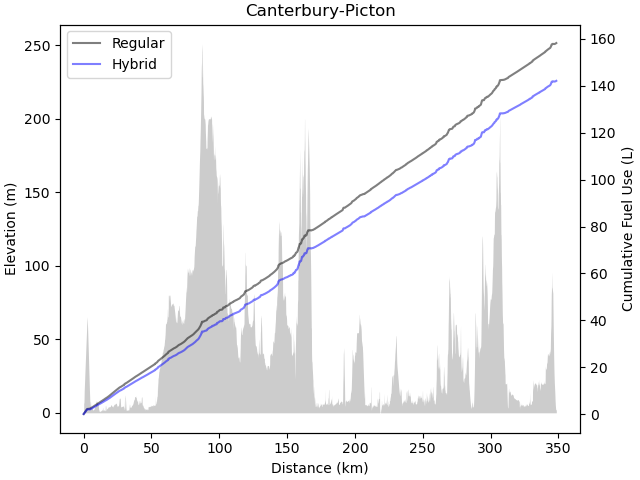 Canterbury-Picton
Regular
Hybrid
Elevation (m)
250
200
150
100
50
0
160
140
120
100
80
60
40
20
0
Cumulative Fuel Use (L)
0 50 100 150 200 250 300 350
Distance (km)